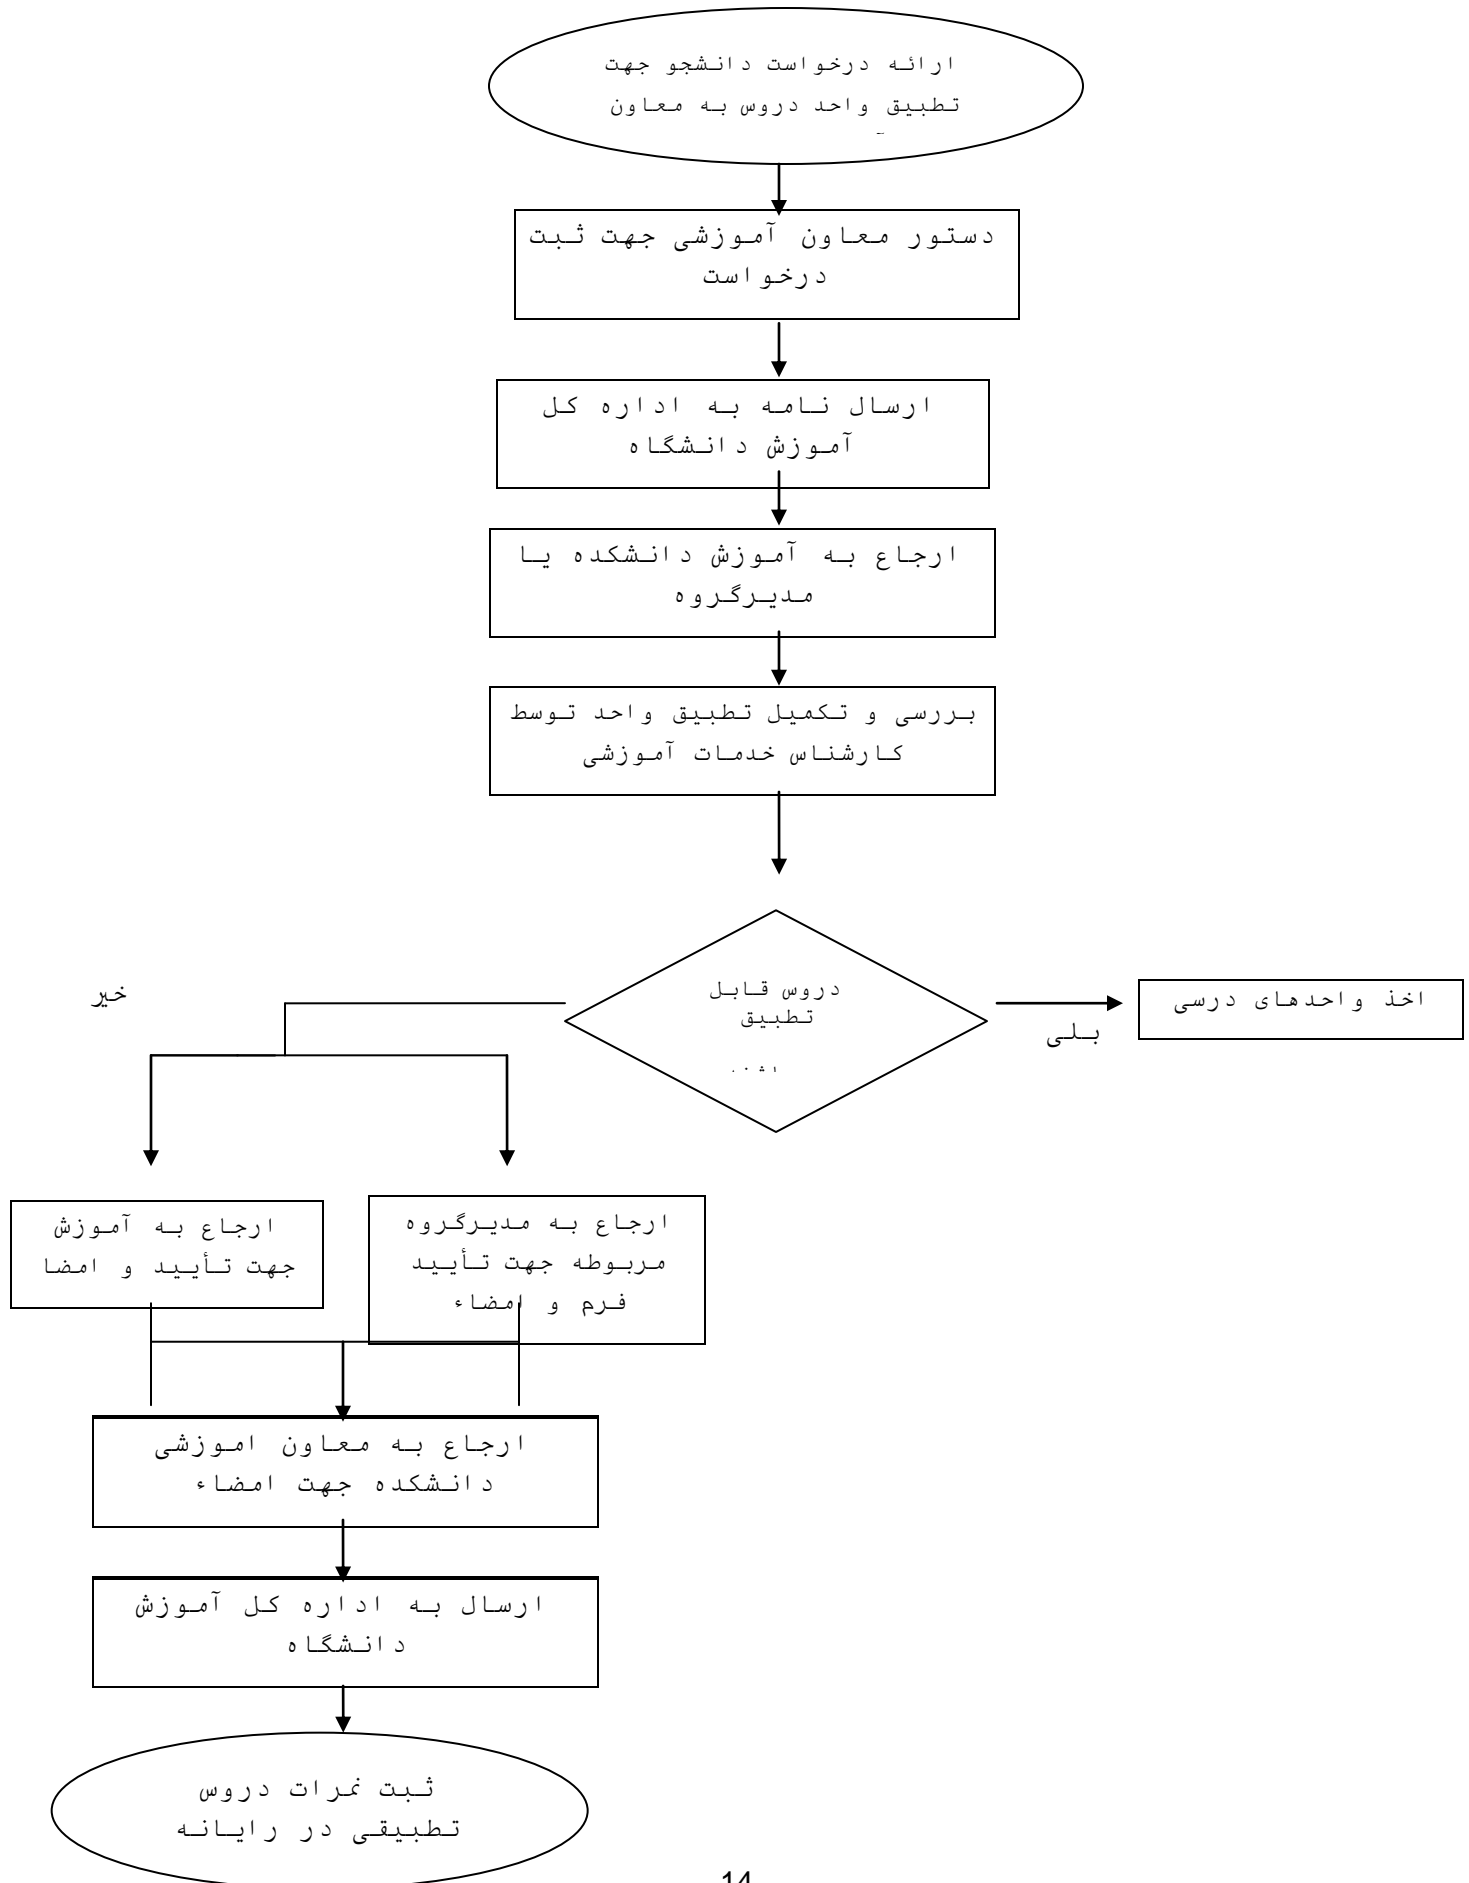 ارائه درخواست دانشجو جهت
تطبیق واحد دروس به معاون
دستور معاون آموزشی جهت ثبت
درخواست
ارسال نامه به اداره کل
آموزش دانشگاه
ارجاع به آموزش دانشکده یا
مدیرگروه
بررسی و تکمیل تطبیق واحد توسط
کارشناس خدمات آموزشی
دروس قابل
تطبیق
بلی
اخذ واحدهای درسی
خیر
ارجاع به مدیرگروه
مربوطه جهت تأیید
فرم و امضاء
ارجاع به آموزش
جهت تأیید و امضا
ارجاع به معاون اموزشی
دانشکده جهت امضاء
ارسال به اداره کل آموزش
دانشگاه
ثبت نمرات دروس
تطبیقی در رایانه
14